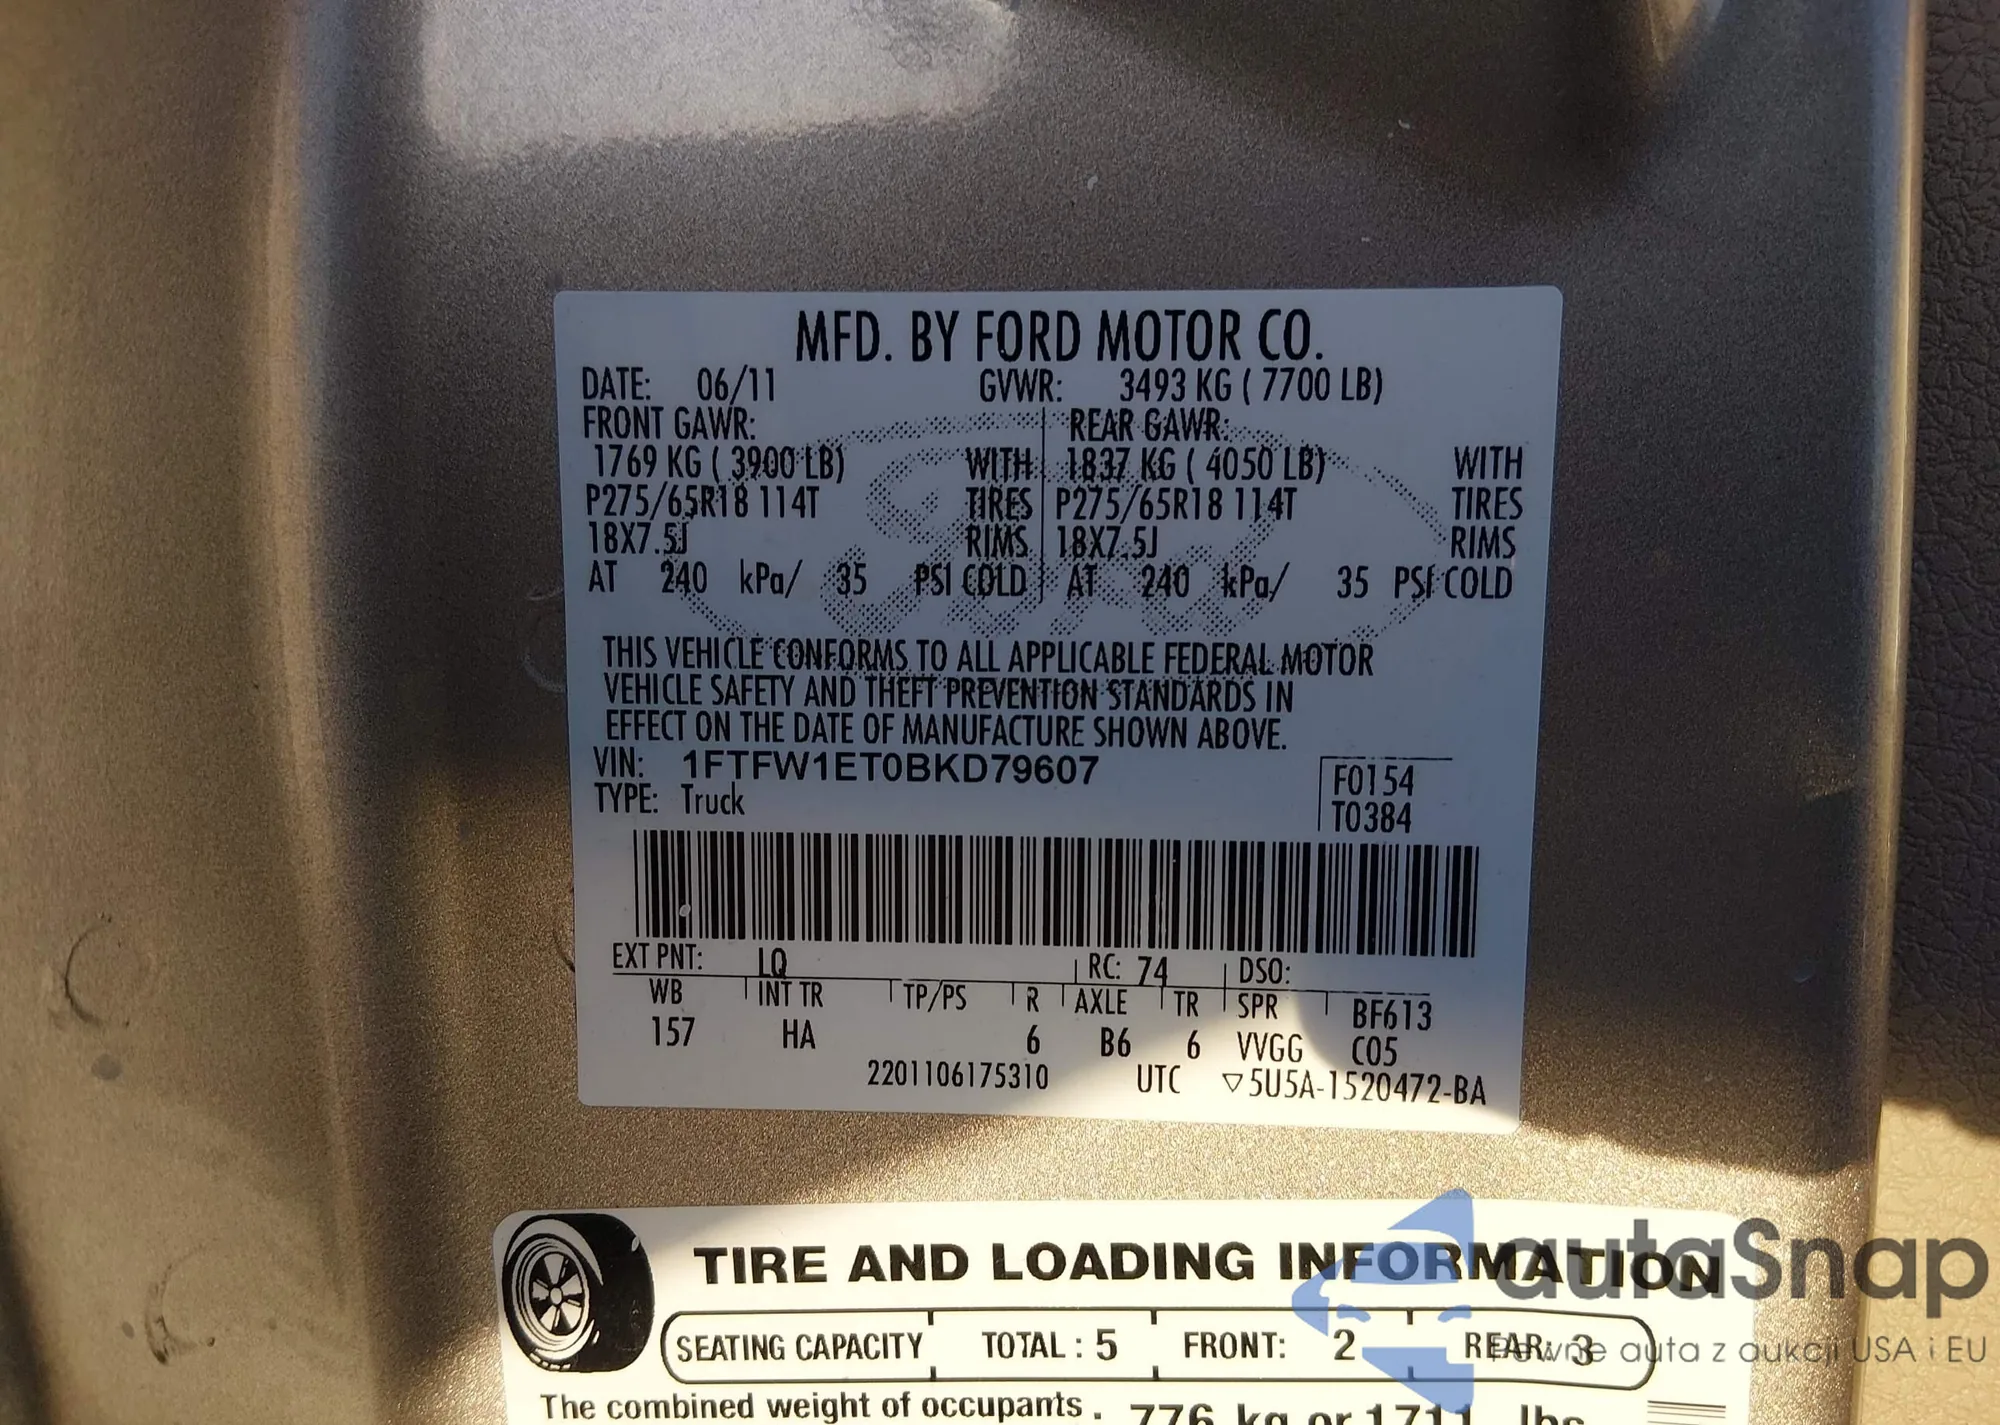 MFD. BY FORD MOTOR CO.
DATE: 06/11 GVWR: 3493 KG ( 7700 LB)
FRONT GAWR: REAR GAWR:
1769 KG ( 3900 LB) WITH 1837 KG ( 4050 LB) WITH
P275/65R18 114T TIRES P275/65R18 114T TIRES
18X7.5J RIMS 18X7.5J RIMS
AT 240 kPa/ 35 PSI COLD AT 240 kPa/ 35 PSI COLD
THIS VEHICLE CONFORMS TO ALL APPLICABLE FEDERAL MOTOR
VEHICLE SAFETY AND THEFT PREVENTION STANDARDS IN
EFFECT ON THE DATE OF MANUFACTURE SHOWN ABOVE.
VIN: 1FTFW1ET0BKD79607 F0154
TYPE: Truck T0384
EXT PNT: LQ RC: 74 DSO:
WB INT TR TP/PS R AXLE TR SPR BF613
157 HA 6 B6 6 VVGG C05
2201106175310 UTC ▽5U5A-1520472-BA
TIRE AND LOADING INFORMATION
SEATING CAPACITY TOTAL : 5 FRONT: 2 REAR: 3
The combined weight of occupants 776 kg or 1711 lbs
autaSnap
Pewne auta z aukcji USA i EU